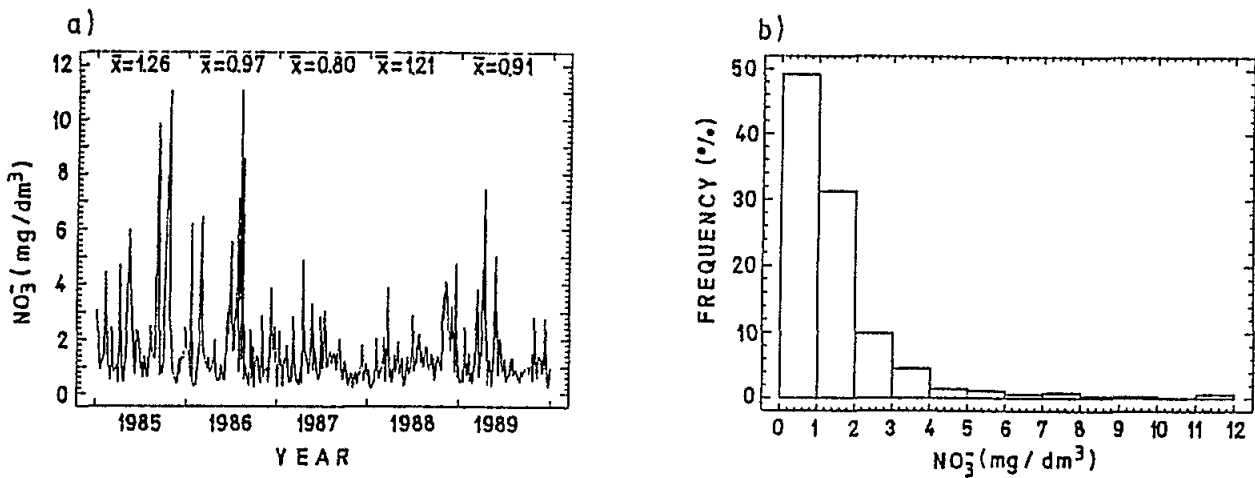 a)
x̄=1.26 x̄=0.97 x̄=0.80 x̄=1,21 x̄=0.91
12
10
8
6
4
2
0
NO₃⁻ (mg/dm³)
1985 1986 1987 1988 1989
YEAR
b)
50
40
30
20
10
0
FREQUENCY (%)
0 1 2 3 4 5 6 7 8 9 10 11 12
NO₃⁻ (mg/dm³)